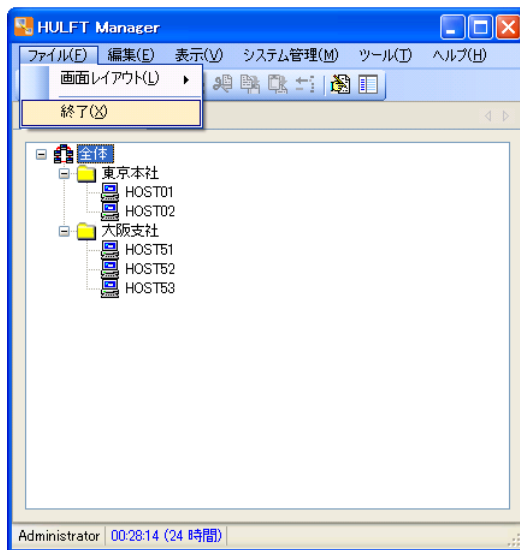 HULFT Manager
ファイル(F) 編集(E) 表示(V) システム管理(M) ツール(T) ヘルプ(H)
画面レイアウト(L)
終了(X)
全体
東京本社
HOST01
HOST02
大阪支社
HOST51
HOST52
HOST53
Administrator 00:28:14 (24 時間)